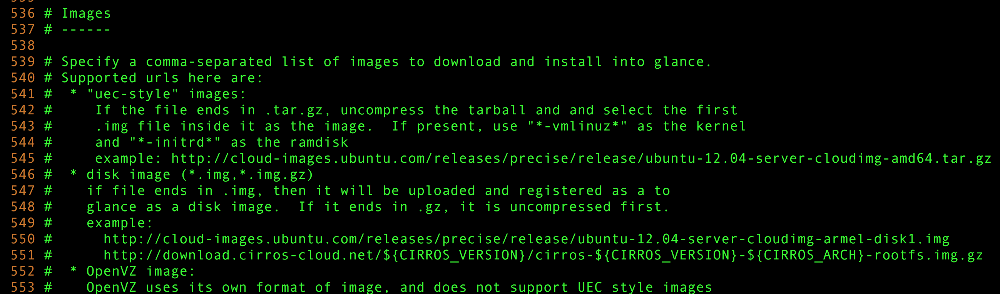 536 # Images
537 # ------
538
539 # Specify a comma-separated list of images to download and install into glance.
540 # Supported urls here are:
541 #  * "uec-style" images:
542 #     If the file ends in .tar.gz, uncompress the tarball and and select the first
543 #     .img file inside it as the image.  If present, use "*-vmlinuz*" as the kernel
544 #     and "*-initrd*" as the ramdisk
545 #     example: http://cloud-images.ubuntu.com/releases/precise/release/ubuntu-12.04-server-cloudimg-amd64.tar.gz
546 #  * disk image (*.img,*.img.gz)
547 #    if file ends in .img, then it will be uploaded and registered as a to
548 #    glance as a disk image.  If it ends in .gz, it is uncompressed first.
549 #    example:
550 #      http://cloud-images.ubuntu.com/releases/precise/release/ubuntu-12.04-server-cloudimg-armel-disk1.img
551 #      http://download.cirros-cloud.net/${CIRROS_VERSION}/cirros-${CIRROS_VERSION}-${CIRROS_ARCH}-rootfs.img.gz
552 #  * OpenVZ image:
553 #    OpenVZ uses its own format of image, and does not support UEC style images